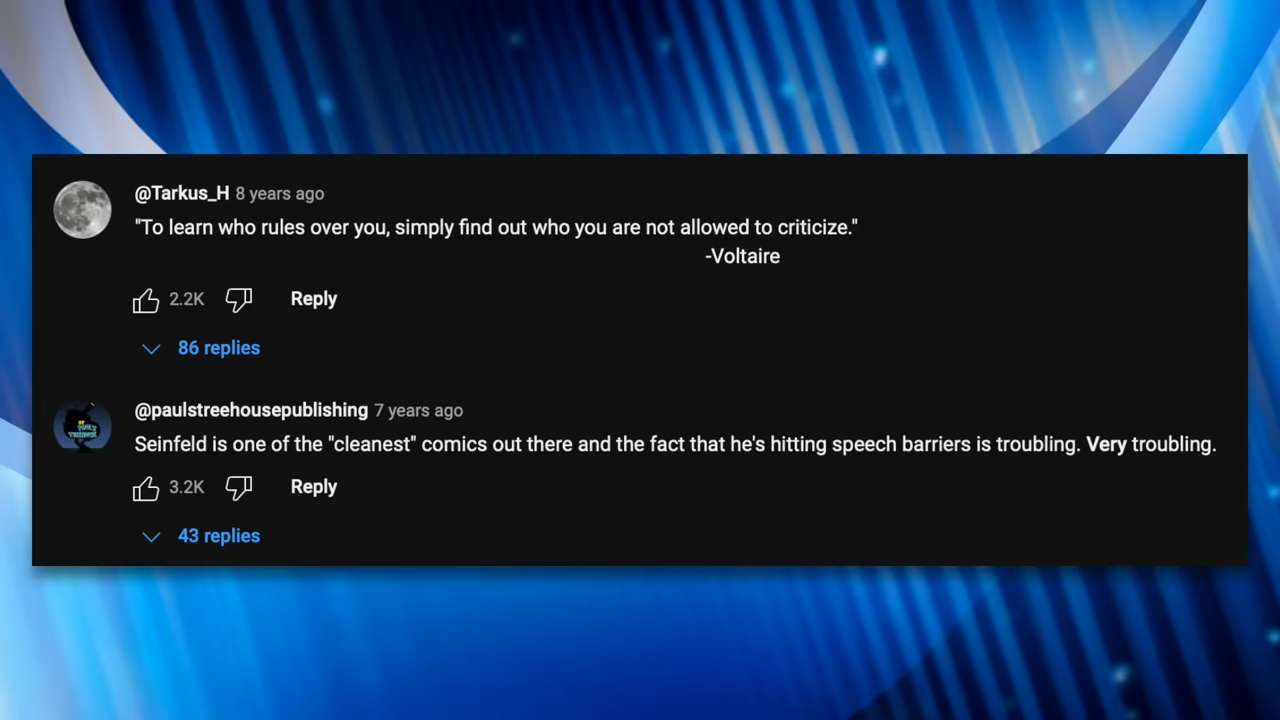 @Tarkus_H 8 years ago
"To learn who rules over you, simply find out who you are not allowed to criticize."
-Voltaire
2.2K Reply
86 replies
@paulstreehousepublishing 7 years ago
Seinfeld is one of the "cleanest" comics out there and the fact that he's hitting speech barriers is troubling. Very troubling.
3.2K Reply
43 replies